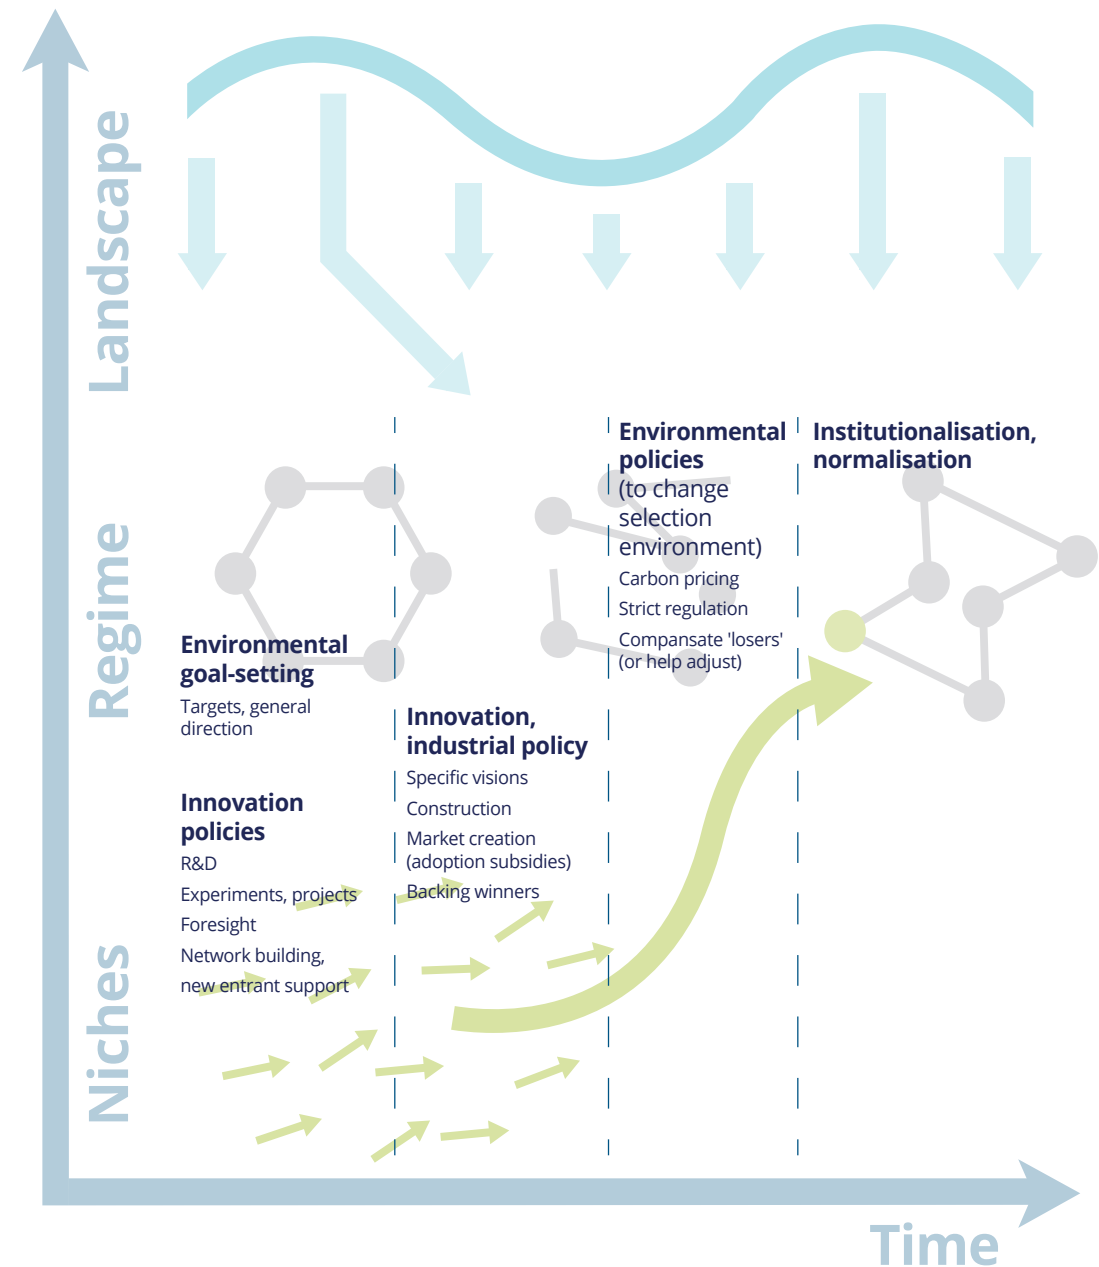 Landscape
Regime
Niches
Environmental
goal-setting
Targets, general
direction
Innovation
policies
R&D
Experiments, projects
Foresight
Network building,
new entrant support
Innovation,
industrial policy
Specific visions
Construction
Market creation
(adoption subsidies)
Backing winners
Environmental
policies
(to change
selection
environment)
Carbon pricing
Strict regulation
Compansate 'losers'
(or help adjust)
Institutionalisation,
normalisation
Time